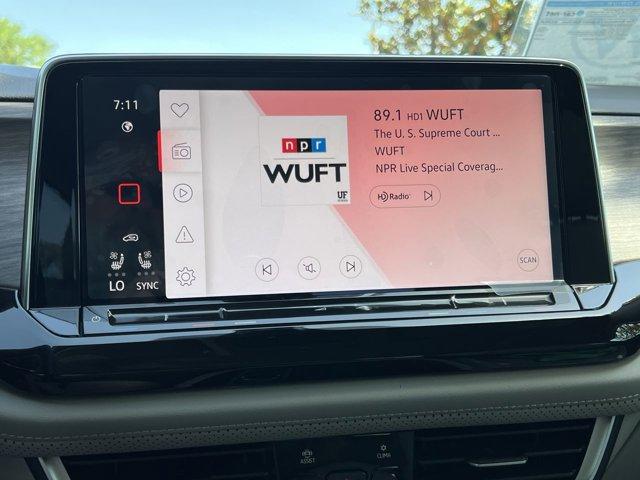 7:11
89.1 HD1 WUFT
The U. S. Supreme Court ...
WUFT
NPR Live Special Coverag...
npr
WUFT
UF
HD Radio
SCAN
LO SYNC
ASSIST
CLIMA